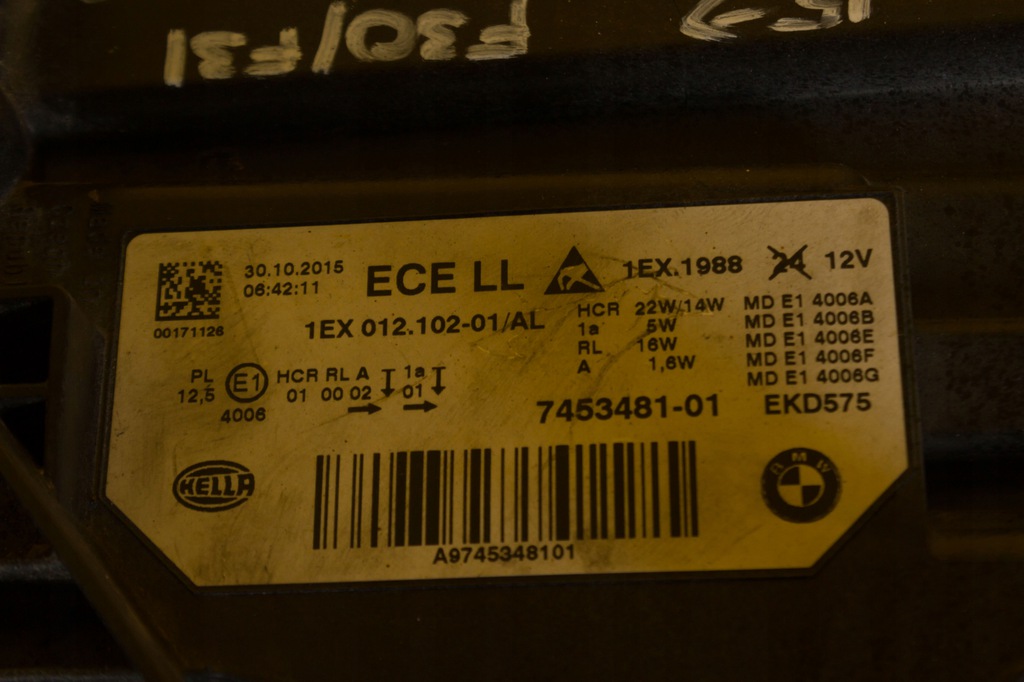 F30/F31
30.10.2015
06:42:11
00171126
ECE LL
1EX.1988 24 12V
1EX 012.102-01/AL
HCR 22W/14W
1a 5W
RL 16W
A 1,6W
MD E1 4006A
MD E1 4006B
MD E1 4006E
MD E1 4006F
MD E1 4006G
PL
12,5
E1
4006
HCR RL A 1a
01 00 02 01
7453481-01 EKD575
HELLA
BMW
A9745348101